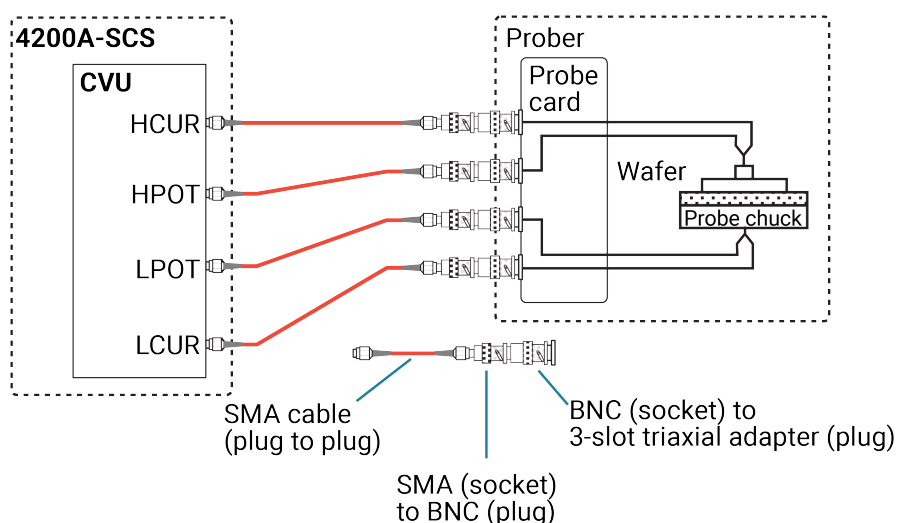 4200A-SCS
CVU
HCUR
HPOT
LPOT
LCUR
Prober
Probe
card
Wafer
Probe chuck
SMA cable
(plug to plug)
SMA (socket)
to BNC (plug)
BNC (socket) to
3-slot triaxial adapter (plug)